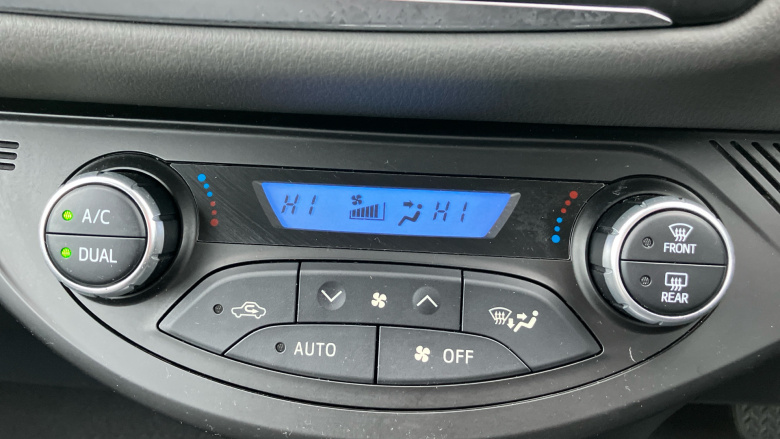 A/C
DUAL
HI
HI
FRONT
REAR
AUTO
OFF